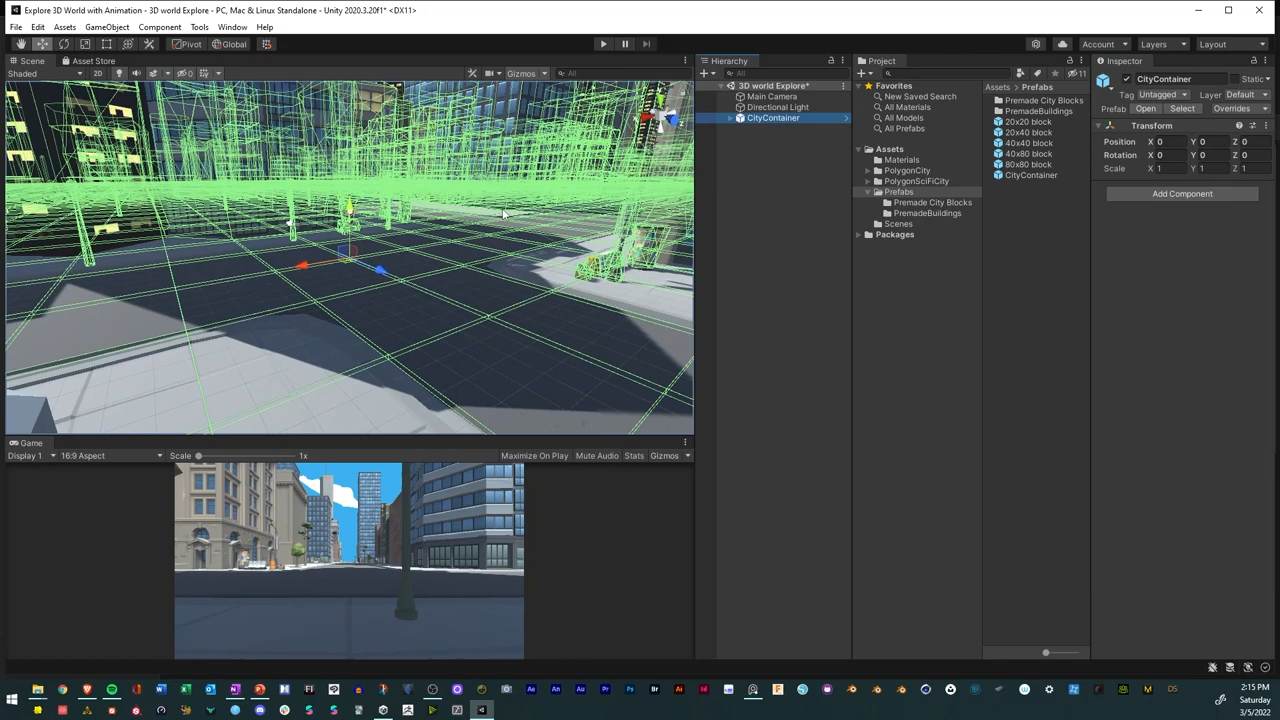 Explore 3D World with Animation - 3D world Explore - PC, Mac & Linux Standalone - Unity 2020.3.20f1* <DX11>
File Edit Assets GameObject Component Tools Window Help
Pivot Global Account Layers Layout
Scene Asset Store
Shaded 2D 0 Gizmos All
Hierarchy
All
3D world Explore*
Main Camera
Directional Light
CityContainer
Project
11
Favorites
New Saved Search
All Materials
All Models
All Prefabs
Assets
Materials
PolygonCity
PolygonSciFiCity
Prefabs
Premade City Blocks
PremadeBuildings
Scenes
Packages
Assets Prefabs
Premade City Blocks
PremadeBuildings
20x20 block
20x40 block
40x40 block
40x80 block
80x80 block
CityContainer
Inspector
CityContainer Static
Tag Untagged Layer Default
Prefab Open Select Overrides
Transform
Position X 0 Y 0 Z 0
Rotation X 0 Y 0 Z 0
Scale X 1 Y 1 Z 1
Add Component
Game
Display 1 16:9 Aspect Scale 1x Maximize On Play Mute Audio Stats Gizmos
2:15 PM
Saturday
3/5/2022